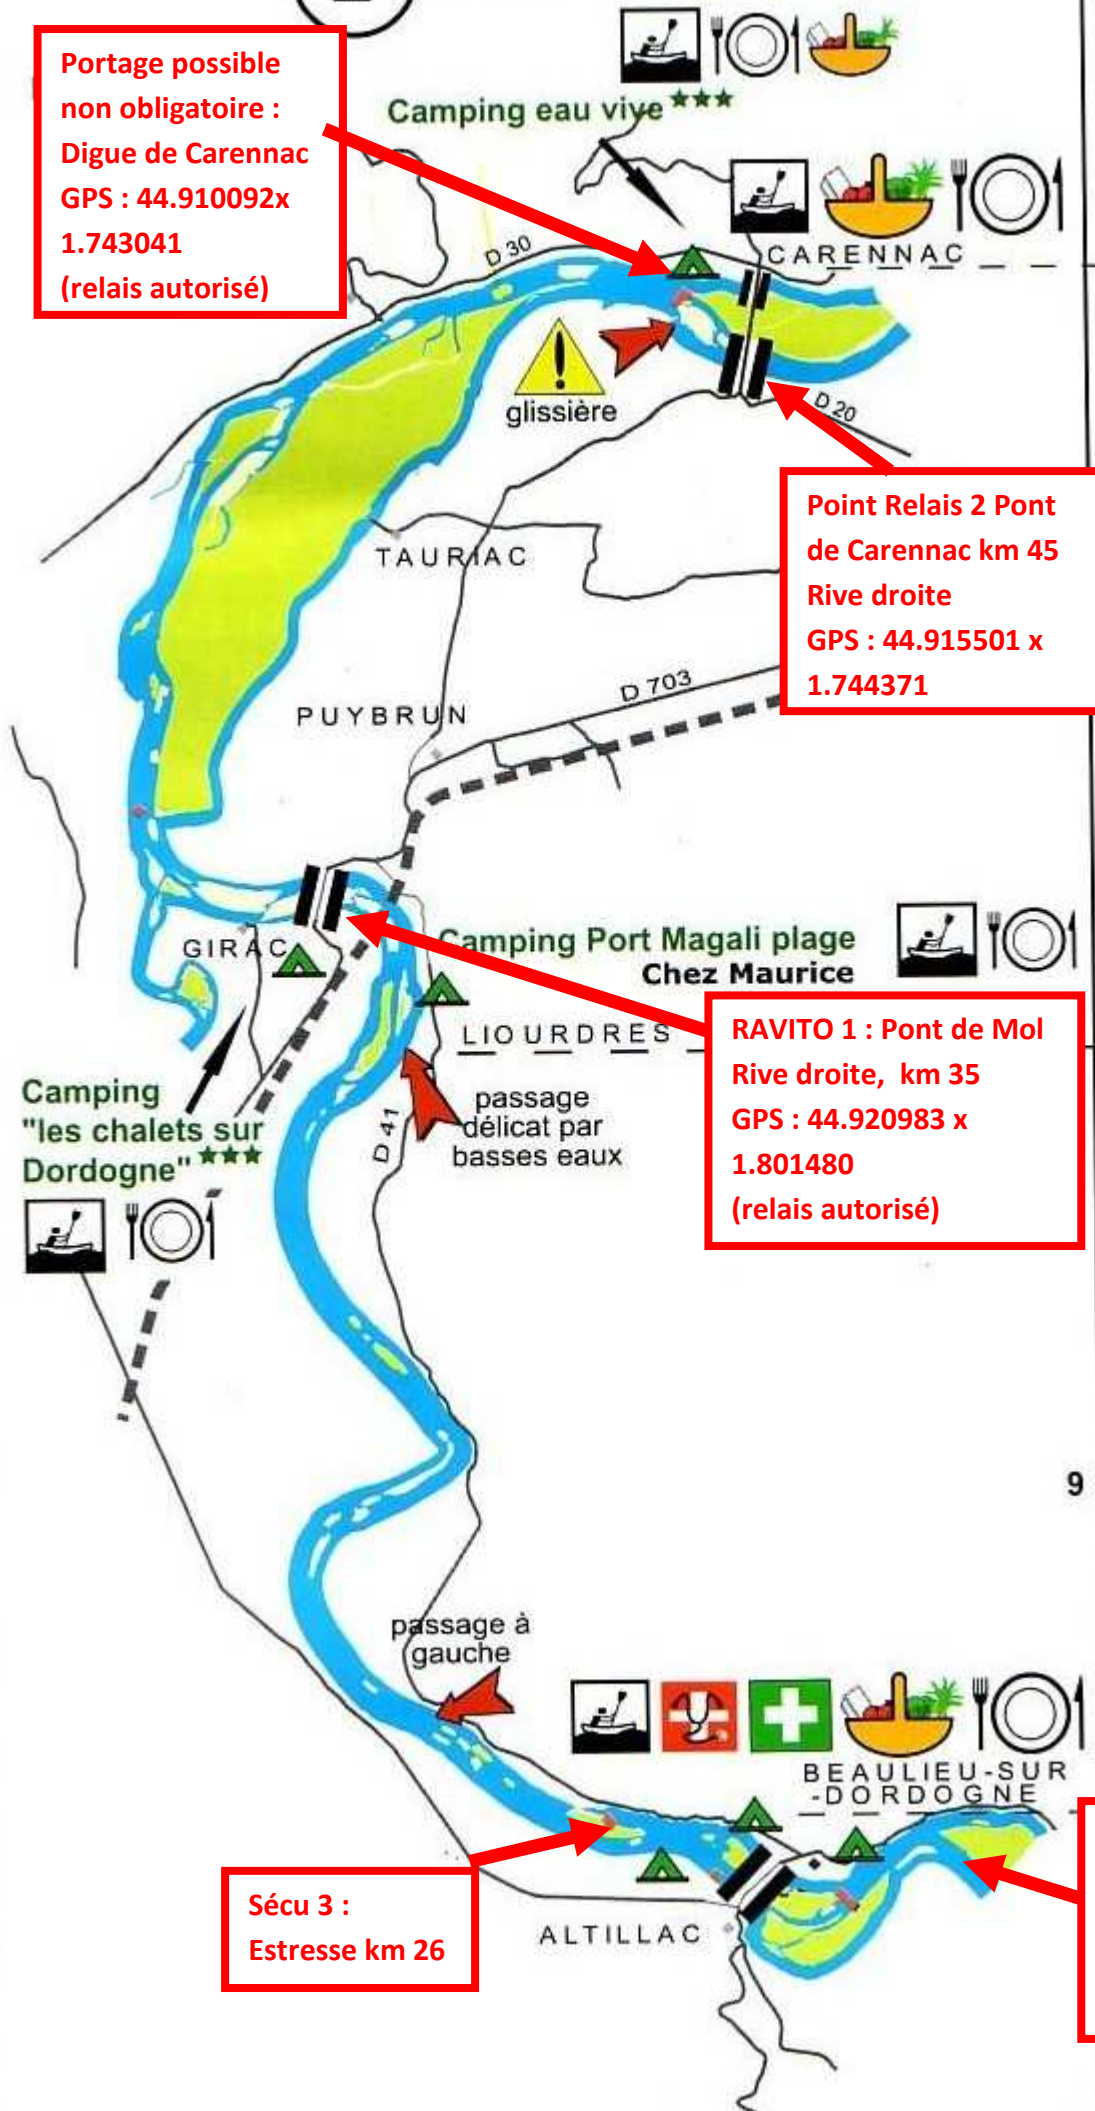 Portage possible
non obligatoire :
Digue de Carennac
GPS : 44.910092x
1.743041
(relais autorisé)
Camping eau vive ★★★
CARENNAC
D 30
glissière
D 20
Point Relais 2 Pont
de Carennac km 45
Rive droite
GPS : 44.915501 x
1.744371
TAURIAC
D 703
PUYBRUN
GIRAC
Camping Port Magali plage
Chez Maurice
LIOURDRES
RAVITO 1 : Pont de Mol
Rive droite, km 35
GPS : 44.920983 x
1.801480
(relais autorisé)
Camping
"les chalets sur
Dordogne" ★★★
D 41
passage
délicat par
basses eaux
9
passage à
gauche
BEAULIEU-SUR
-DORDOGNE
Sécu 3 :
Estresse km 26
ALTILLAC